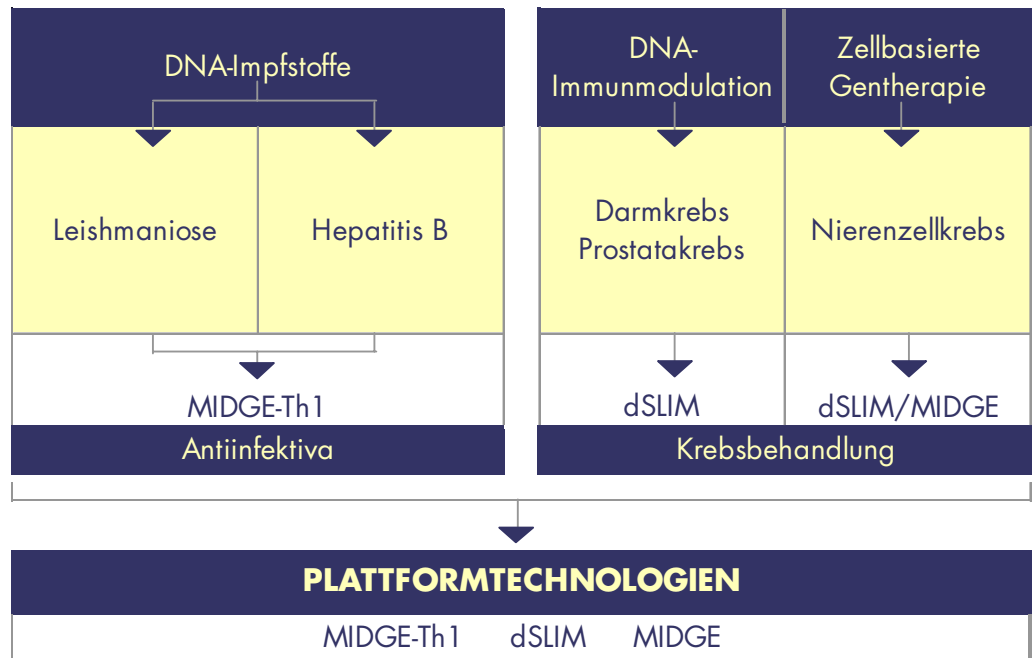 DNA-Impfstoffe
Leishmaniose
Hepatitis B
MIDGE-Th1
Antiinfektiva
DNA-
Immunmodulation
Zellbasierte
Gentherapie
Darmkrebs
Prostatakrebs
Nierenzellkrebs
dSLIM
dSLIM/MIDGE
Krebsbehandlung
PLATTFORMTECHNOLOGIEN
MIDGE-Th1 dSLIM MIDGE